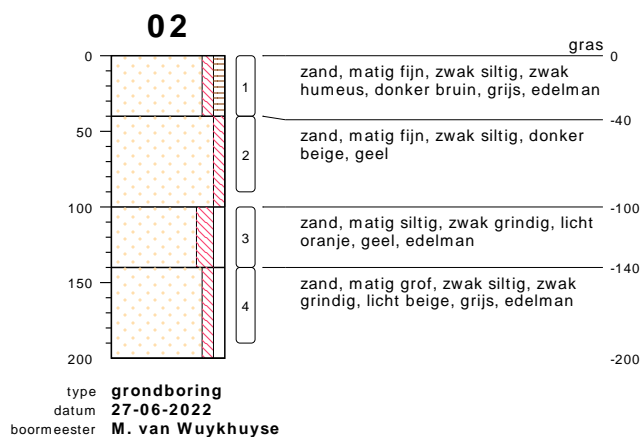 02
gras
0
0
zand, matig fijn, zwak siltig, zwak
humeus, donker bruin, grijs, edelman
1
-40
50
zand, matig fijn, zwak siltig, donker
beige, geel
2
100
-100
zand, matig siltig, zwak grindig, licht
oranje, geel, edelman
3
-140
150
zand, matig grof, zwak siltig, zwak
grindig, licht beige, grijs, edelman
4
200
-200
type grondboring
datum 27-06-2022
boormeester M. van Wuykhuyse